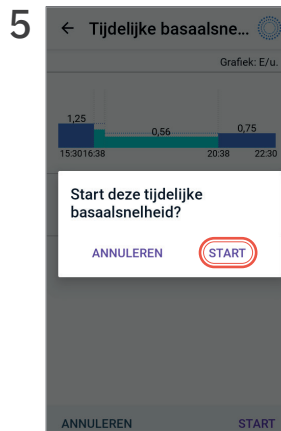 5
← Tijdelijke basaalsne...
Grafiek: E/u.
1,25
0,56
0,75
15:30 16:38 20:38 22:30
Start deze tijdelijke
basaalsnelheid?
ANNULEREN START
ANNULEREN START